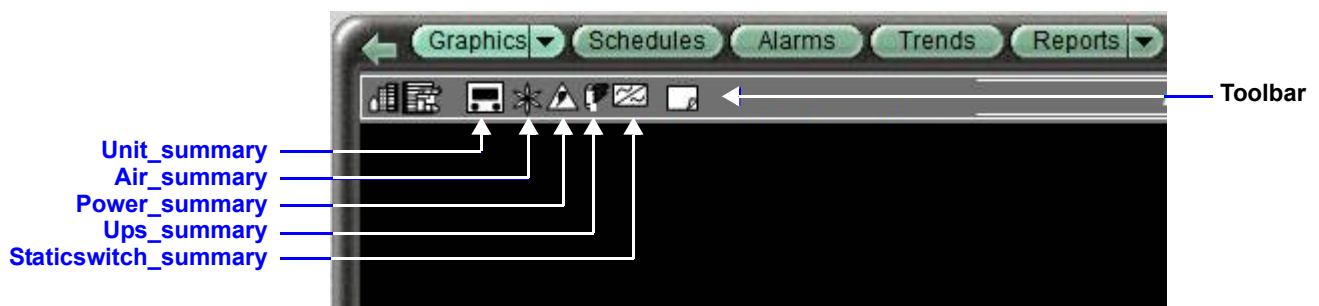 Graphics Schedules Alarms Trends Reports
Toolbar
Unit_summary
Air_summary
Power_summary
Ups_summary
Staticswitch_summary